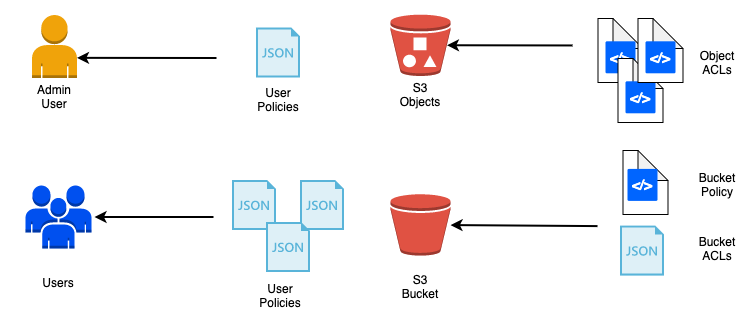 JSON
Admin
User
User
Policies
S3
Objects
</>
</>
</>
Object
ACLs
JSON
JSON
JSON
Users
User
Policies
S3
Bucket
</>
Bucket
Policy
JSON
Bucket
ACLs